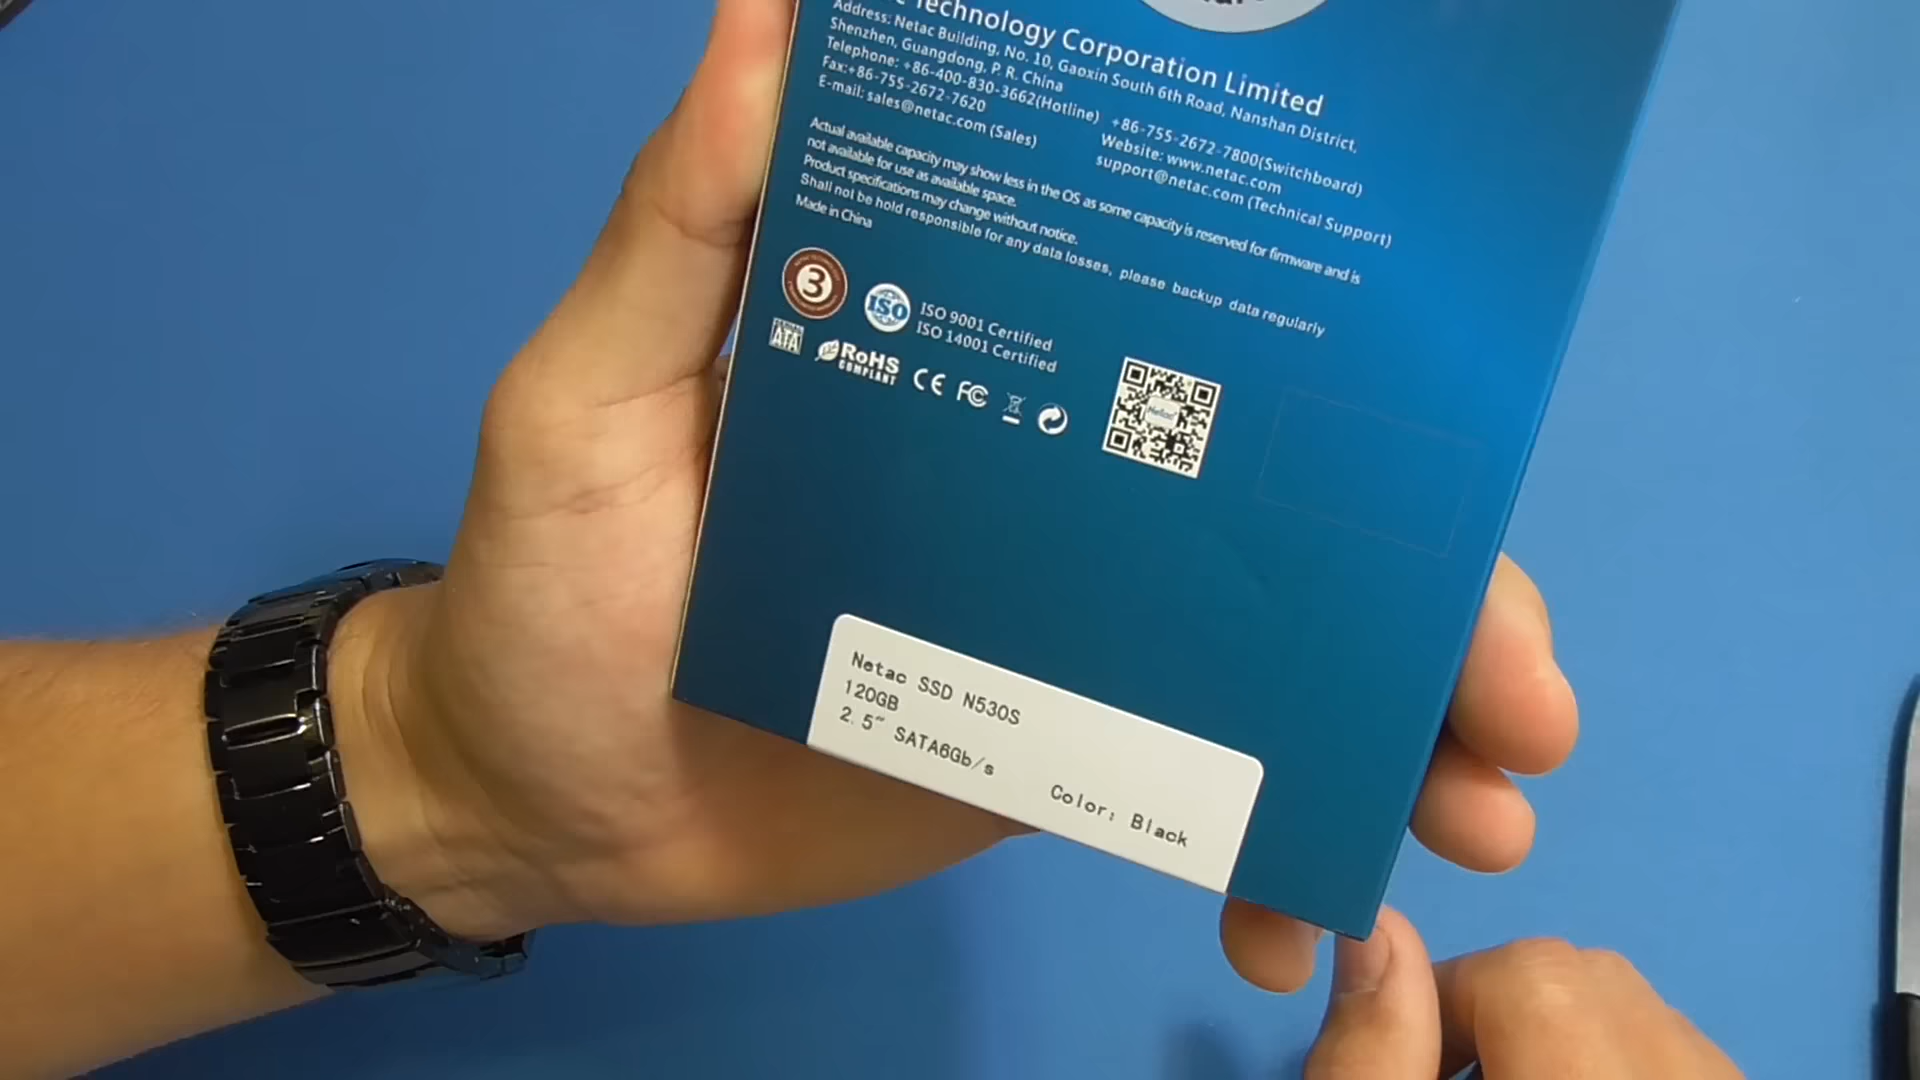 Technology Corporation Limited
Address: Netac Building, No. 10, Gaoxin South 6th Road, Nanshan District,
Shenzhen, Guangdong, P. R. China
Telephone: +86-400-830-3662(Hotline) +86-755-2672-7800(Switchboard)
Fax:+86-755-2672-7620 Website: www.netac.com
E-mail: sales@netac.com (Sales) support@netac.com (Technical Support)
Actual available capacity may show less in the OS as some capacity is reserved for firmware and is
not available for use as available space.
Product specifications may change without notice.
Shall not be hold responsible for any data losses, please backup data regularly
Made in China
3
ISO
ISO 9001 Certified
ISO 14001 Certified
SERIAL
ATA
RoHS
COMPLIANT
CE FC
Netac
Netac SSD N530S
120GB
2.5" SATA6Gb/s
Color: Black